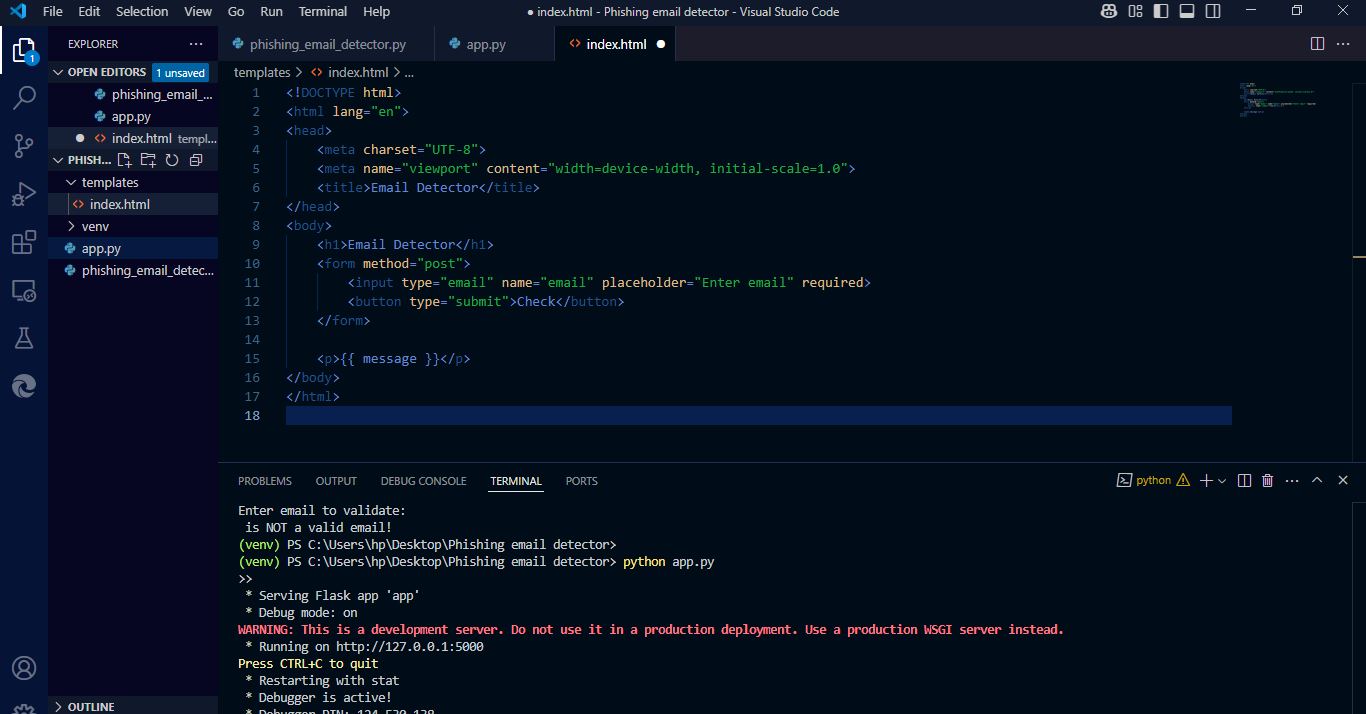 File Edit Selection View Go Run Terminal Help
● index.html - Phishing email detector - Visual Studio Code
EXPLORER ...
phishing_email_detector.py app.py <> index.html ●
OPEN EDITORS 1 unsaved
phishing_email_...
app.py
● <> index.html templ...
PHISH...
templates
<> index.html
venv
app.py
phishing_email_detec...
OUTLINE
1
templates > <> index.html > ...
1 <!DOCTYPE html>
2 <html lang="en">
3 <head>
4 <meta charset="UTF-8">
5 <meta name="viewport" content="width=device-width, initial-scale=1.0">
6 <title>Email Detector</title>
7 </head>
8 <body>
9 <h1>Email Detector</h1>
10 <form method="post">
11 <input type="email" name="email" placeholder="Enter email" required>
12 <button type="submit">Check</button>
13 </form>
14
15 <p>{{ message }}</p>
16 </body>
17 </html>
18
PROBLEMS OUTPUT DEBUG CONSOLE TERMINAL PORTS
python
Enter email to validate:
is NOT a valid email!
(venv) PS C:\Users\hp\Desktop\Phishing email detector>
(venv) PS C:\Users\hp\Desktop\Phishing email detector> python app.py
>>
* Serving Flask app 'app'
* Debug mode: on
WARNING: This is a development server. Do not use it in a production deployment. Use a production WSGI server instead.
* Running on http://127.0.0.1:5000
Press CTRL+C to quit
* Restarting with stat
* Debugger is active!
* Debugger PIN: